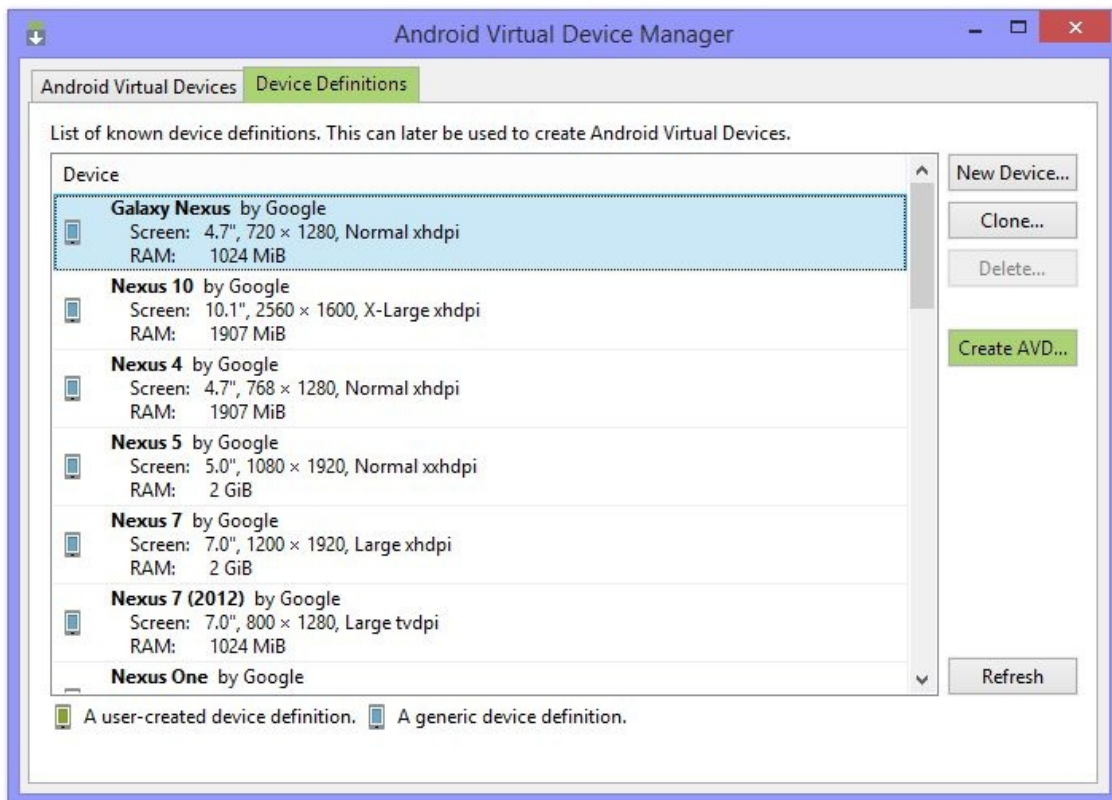 Android Virtual Device Manager
Android Virtual Devices
Device Definitions
List of known device definitions. This can later be used to create Android Virtual Devices.
Device
Galaxy Nexus by Google
Screen: 4.7", 720 × 1280, Normal xhdpi
RAM: 1024 MiB
Nexus 10 by Google
Screen: 10.1", 2560 × 1600, X-Large xhdpi
RAM: 1907 MiB
Nexus 4 by Google
Screen: 4.7", 768 × 1280, Normal xhdpi
RAM: 1907 MiB
Nexus 5 by Google
Screen: 5.0", 1080 × 1920, Normal xxhdpi
RAM: 2 GiB
Nexus 7 by Google
Screen: 7.0", 1200 × 1920, Large xhdpi
RAM: 2 GiB
Nexus 7 (2012) by Google
Screen: 7.0", 800 × 1280, Large tvdpi
RAM: 1024 MiB
Nexus One by Google
New Device...
Clone...
Delete...
Create AVD...
Refresh
A user-created device definition. A generic device definition.